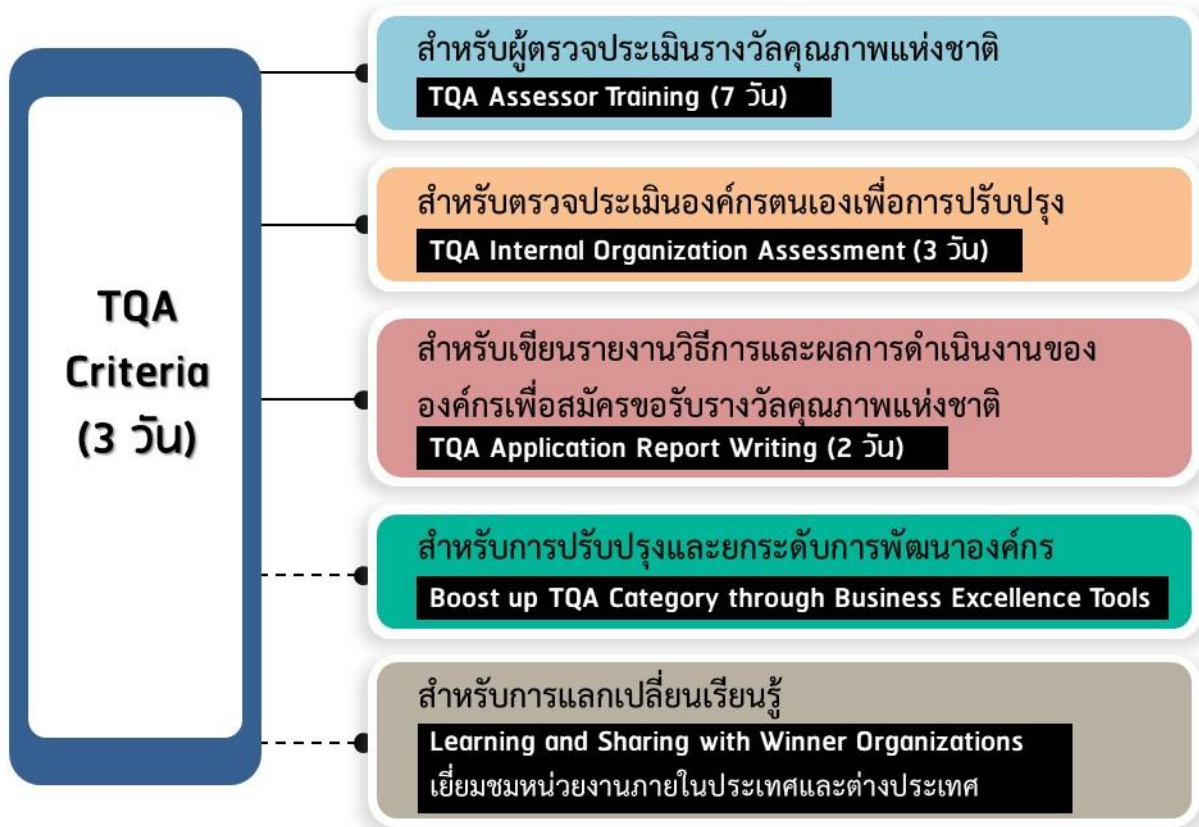 TQA
Criteria
(3 วัน)
สำหรับผู้ตรวจประเมินรางวัลคุณภาพแห่งชาติ
TQA Assessor Training (7 วัน)
สำหรับตรวจประเมินองค์กรตนเองเพื่อการปรับปรุง
TQA Internal Organization Assessment (3 วัน)
สำหรับเขียนรายงานวิธีการและผลการดำเนินงานของ
องค์กรเพื่อสมัครขอรับรางวัลคุณภาพแห่งชาติ
TQA Application Report Writing (2 วัน)
สำหรับการปรับปรุงและยกระดับการพัฒนาองค์กร
Boost up TQA Category through Business Excellence Tools
สำหรับการแลกเปลี่ยนเรียนรู้
Learning and Sharing with Winner Organizations
เยี่ยมชมหน่วยงานภายในประเทศและต่างประเทศ